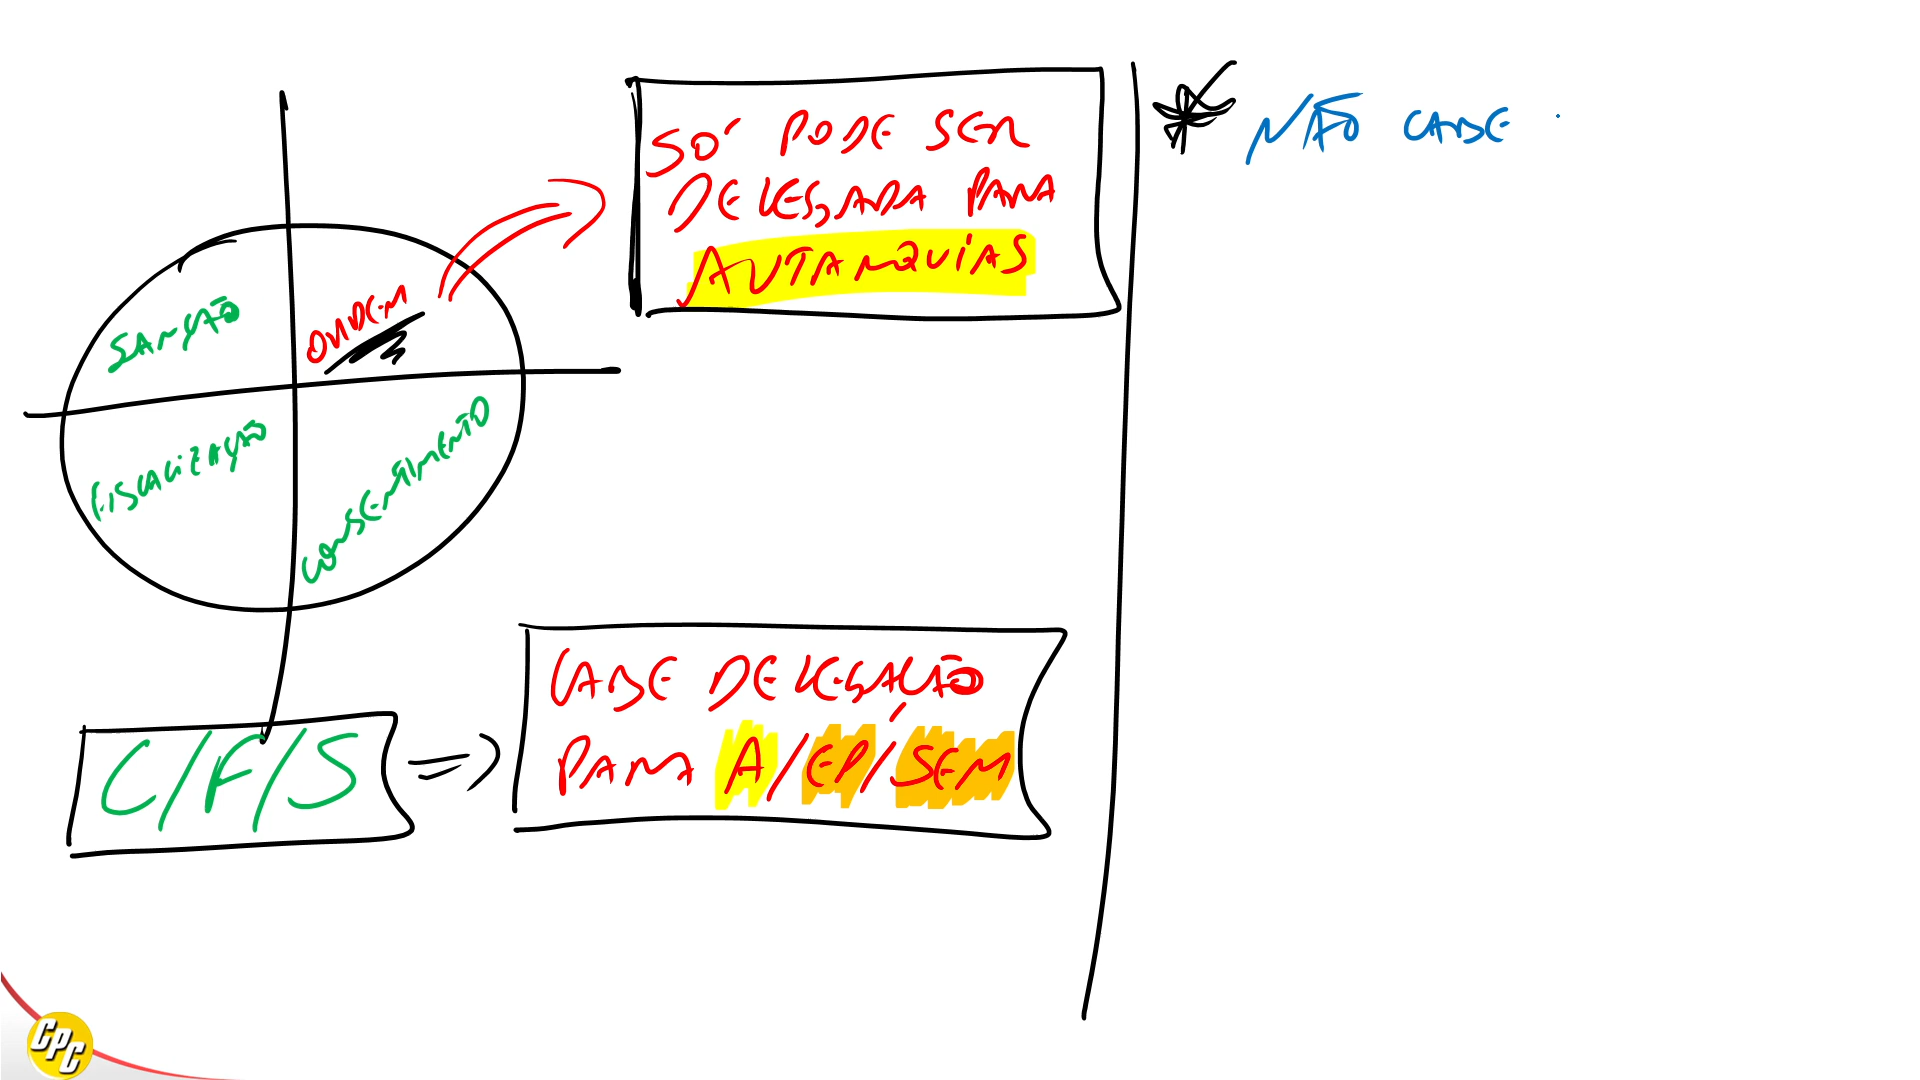 SÓ PODE SER
DELEGADA PARA
AUTARQUIAS
NÃO CABE
SANÇÃO
ORDEM
FISCALIZAÇÃO
CONSENTIMENTO
C/F/S
CABE DELEGAÇÃO
PARA A/EP/SEM
CPC